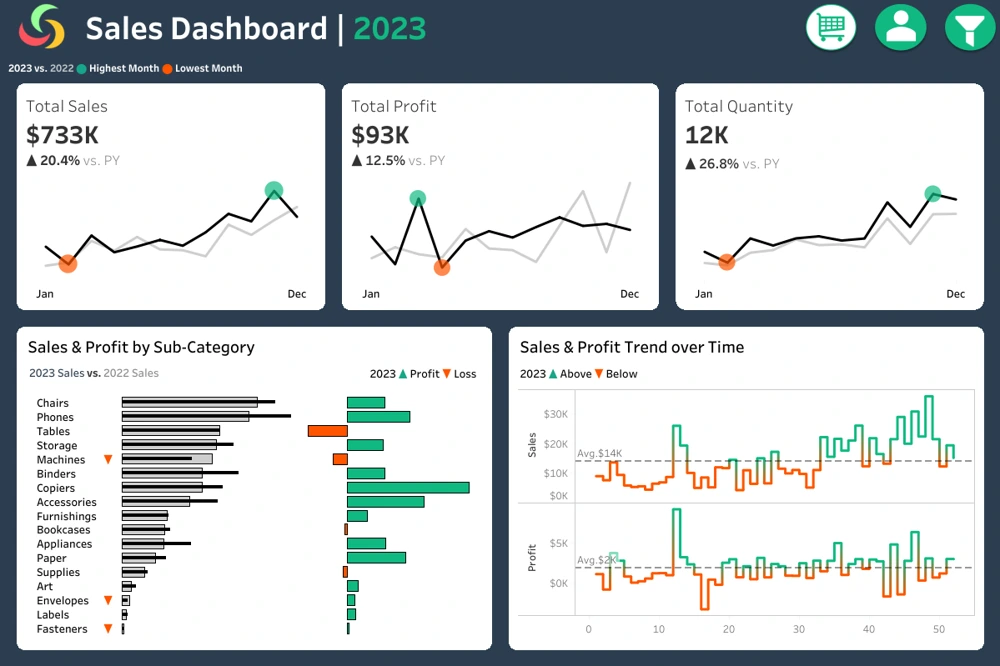 Sales Dashboard | 2023
2023 vs. 2022 Highest Month Lowest Month
Total Sales
$733K
▲ 20.4% vs. PY
Jan Dec
Total Profit
$93K
▲ 12.5% vs. PY
Jan Dec
Total Quantity
12K
▲ 26.8% vs. PY
Jan Dec
Sales & Profit by Sub-Category
2023 Sales vs. 2022 Sales
2023 ▲ Profit ▼ Loss
Chairs
Phones
Tables
Storage
Machines ▼
Binders
Copiers
Accessories
Furnishings
Bookcases
Appliances
Paper
Supplies
Art
Envelopes ▼
Labels
Fasteners ▼
Sales & Profit Trend over Time
2023 ▲ Above ▼ Below
Sales
$30K
$20K
Avg.$14K
$10K
$0K
Profit
$5K
Avg.$2K
$0K
0 10 20 30 40 50